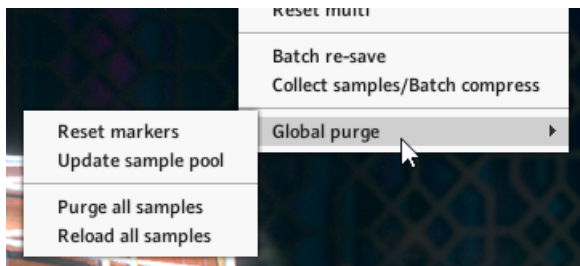 Reset multi
Batch re-save
Collect samples/Batch compress
Global purge
Reset markers
Update sample pool
Purge all samples
Reload all samples